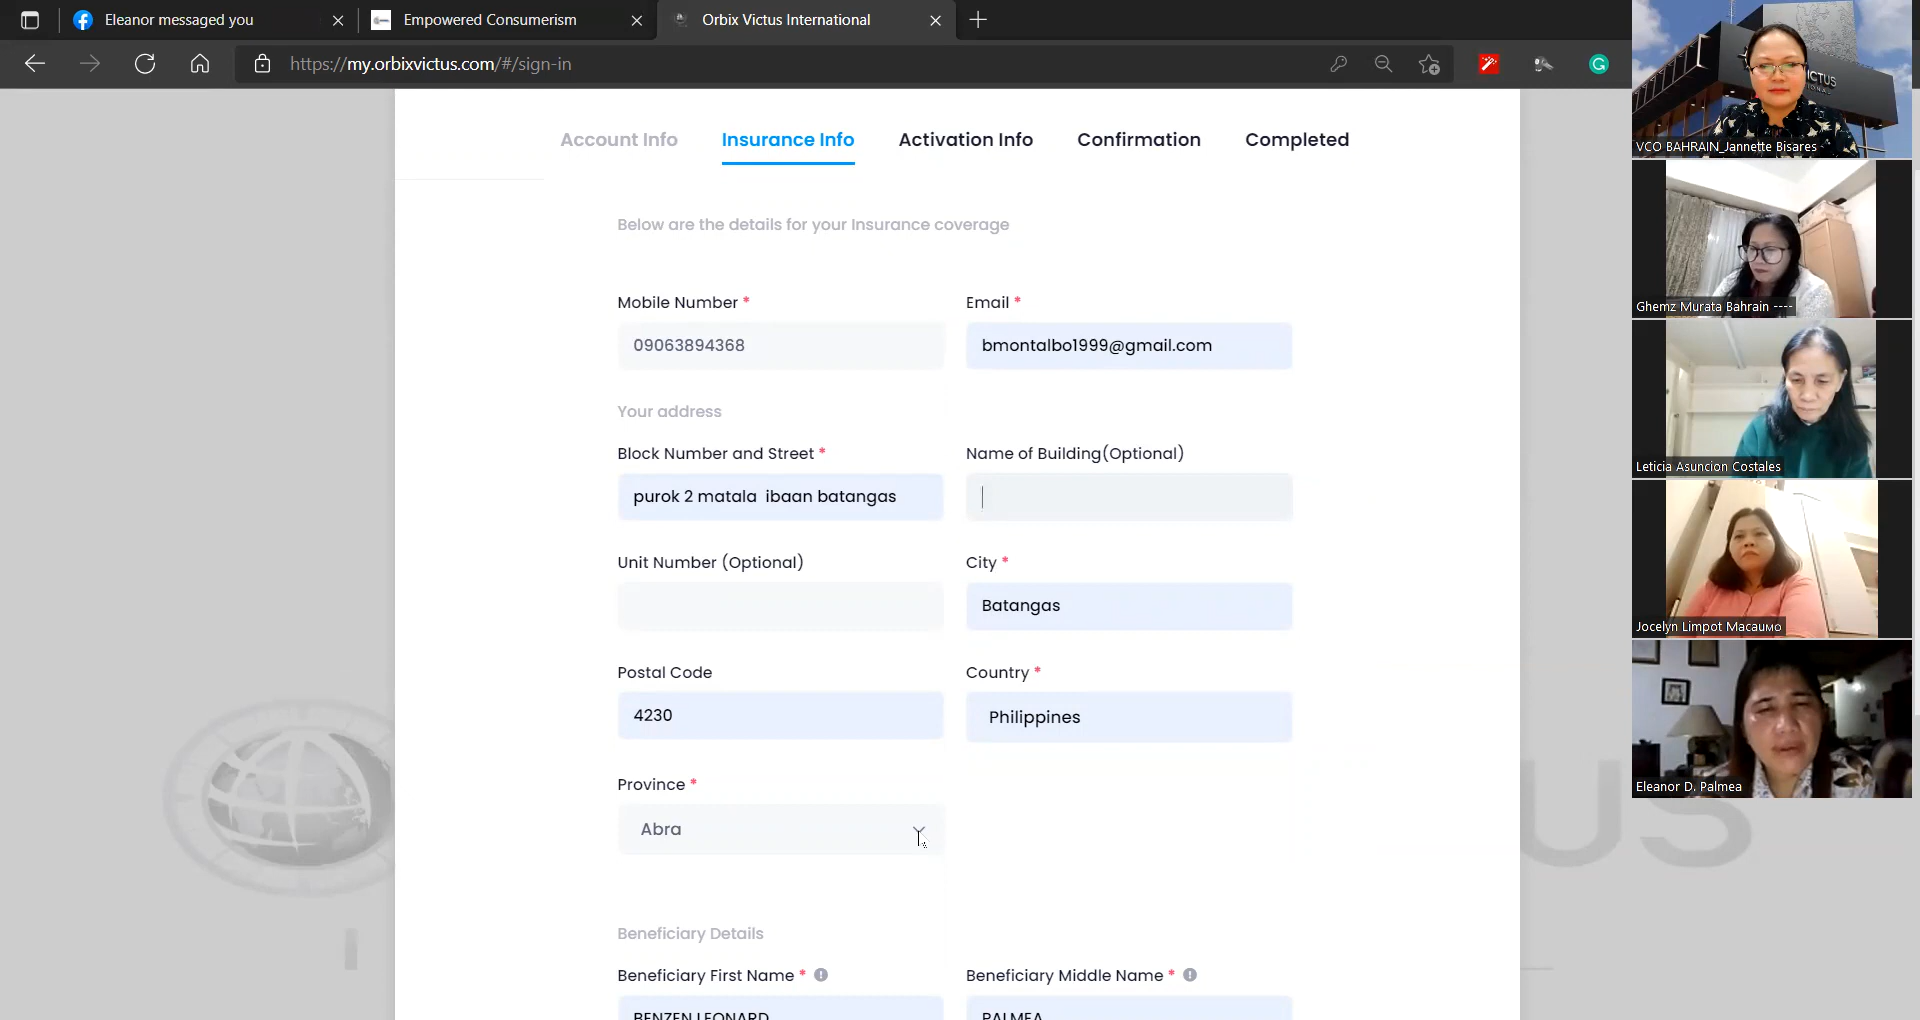 Eleanor messaged you
Empowered Consumerism
Orbix Victus International
https://my.orbixvictus.com/#/sign-in
Account Info
Insurance Info
Activation Info
Confirmation
Completed
Below are the details for your Insurance coverage
Mobile Number *
Email *
09063894368
bmontalbo1999@gmail.com
Your address
Block Number and Street *
Name of Building(Optional)
purok 2 matala  ibaan batangas
Unit Number (Optional)
City *
Batangas
Postal Code
Country *
4230
Philippines
Province *
Abra
Beneficiary Details
Beneficiary First Name *
Beneficiary Middle Name *
BENZEN LEONARD
PALMEA
VCO BAHRAIN_Jannette Bisares
Ghemz Murata Bahrain ----
Leticia Asuncion Costales
Jocelyn Limpot Macauмo
Eleanor D. Palmea